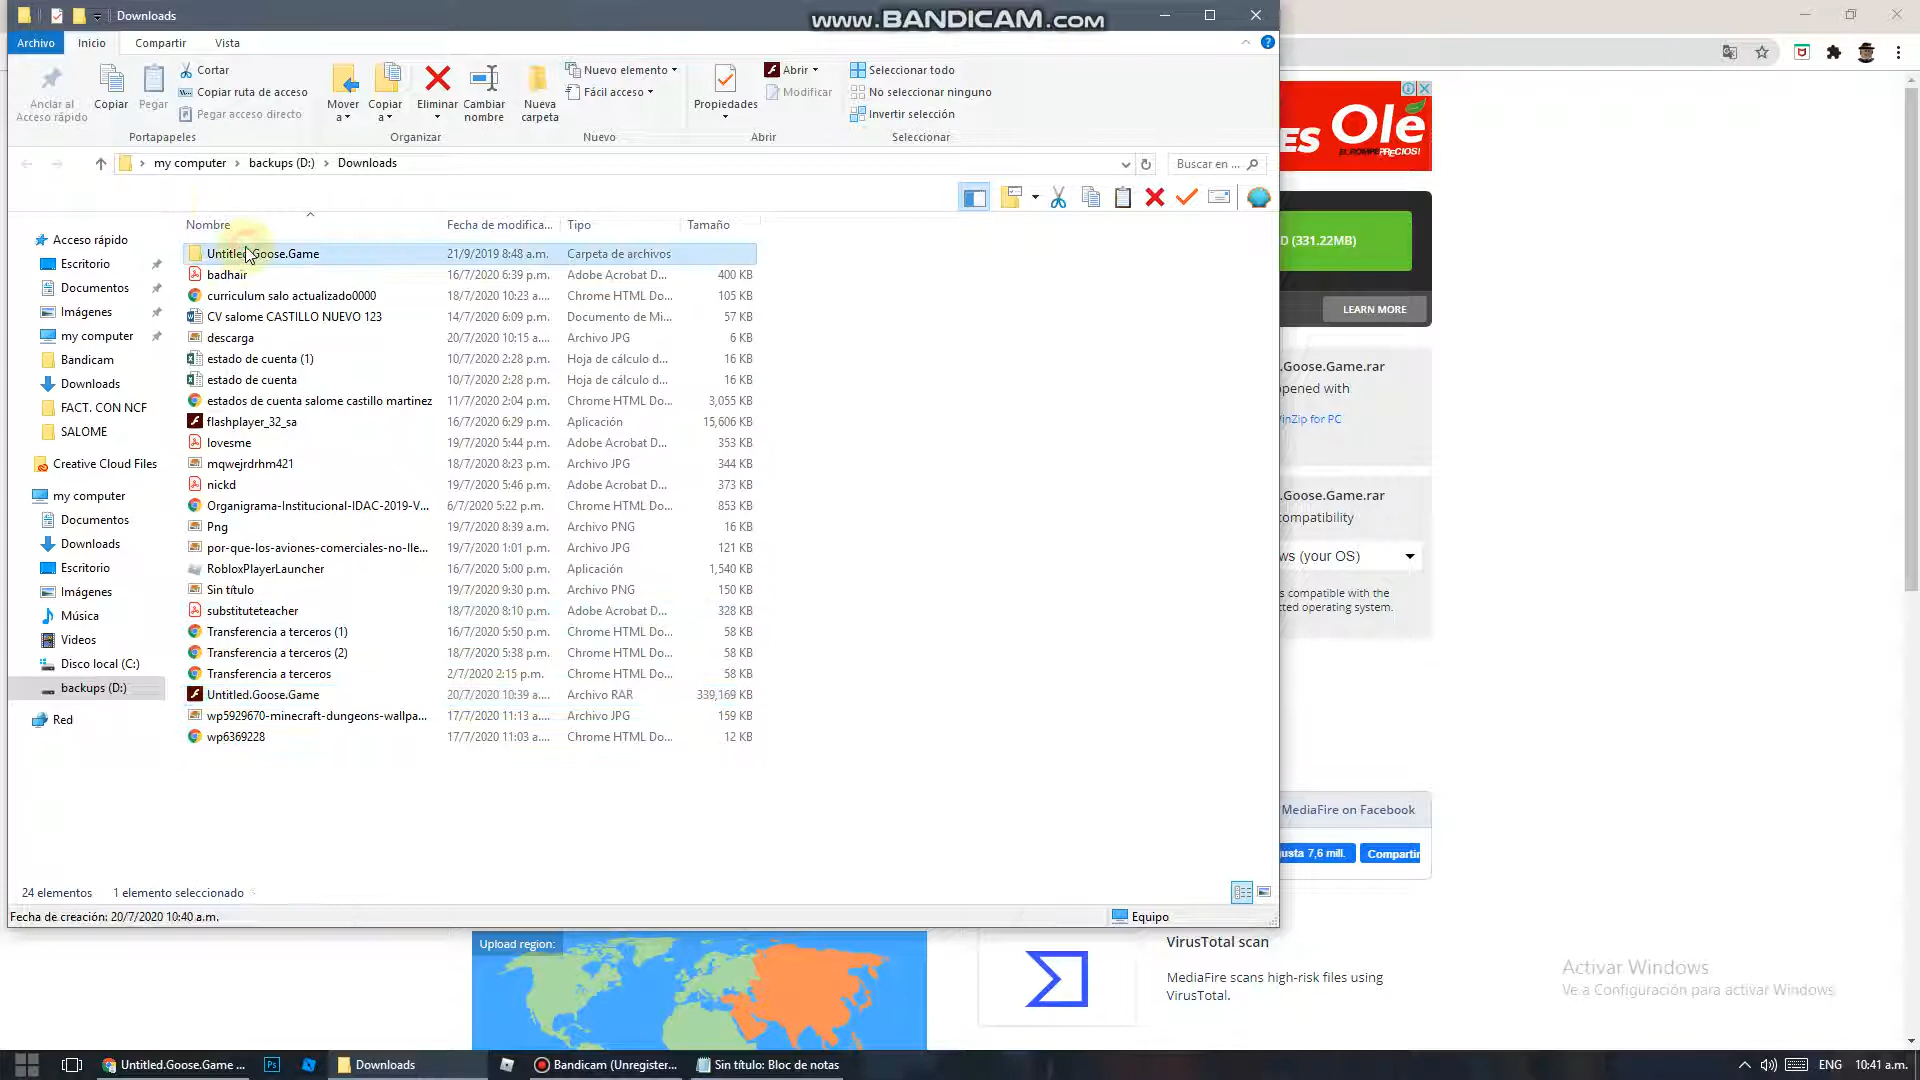 Downloads
www.BANDICAM.com
Archivo
Inicio
Compartir
Vista
Anclar al
Acceso rápido
Copiar
Pegar
Cortar
Copiar ruta de acceso
Pegar acceso directo
Portapapeles
Mover
a
Copiar
a
Eliminar
Cambiar
nombre
Organizar
Nueva
carpeta
Nuevo elemento
Fácil acceso
Nuevo
Propiedades
Abrir
Modificar
Abrir
Seleccionar todo
No seleccionar ninguno
Invertir selección
Seleccionar
my computer
backups (D:)
Downloads
Buscar en ...
Nombre
Fecha de modifica...
Tipo
Tamaño
Acceso rápido
Escritorio
Documentos
Imágenes
my computer
Bandicam
Downloads
FACT. CON NCF
SALOME
Creative Cloud Files
my computer
Documentos
Downloads
Escritorio
Imágenes
Música
Videos
Disco local (C:)
backups (D:)
Red
Untitled.Goose.Game 21/9/2019 8:48 a.m. Carpeta de archivos
badhair 16/7/2020 6:39 p.m. Adobe Acrobat D... 400 KB
curriculum salo actualizado0000 18/7/2020 10:23 a.... Chrome HTML Do... 105 KB
CV salome CASTILLO NUEVO 123 14/7/2020 6:09 p.m. Documento de Mi... 57 KB
descarga 20/7/2020 10:15 a.... Archivo JPG 6 KB
estado de cuenta (1) 10/7/2020 2:28 p.m. Hoja de cálculo d... 16 KB
estado de cuenta 10/7/2020 2:28 p.m. Hoja de cálculo d... 16 KB
estados de cuenta salome castillo martinez 11/7/2020 2:04 p.m. Chrome HTML Do... 3,055 KB
flashplayer_32_sa 16/7/2020 6:29 p.m. Aplicación 15,606 KB
lovesme 19/7/2020 5:44 p.m. Adobe Acrobat D... 353 KB
mqwejrdrhm421 18/7/2020 8:23 p.m. Archivo JPG 344 KB
nickd 19/7/2020 5:46 p.m. Adobe Acrobat D... 373 KB
Organigrama-Institucional-IDAC-2019-V... 6/7/2020 5:22 p.m. Chrome HTML Do... 853 KB
Png 19/7/2020 8:39 a.m. Archivo PNG 16 KB
por-que-los-aviones-comerciales-no-lle... 19/7/2020 1:01 p.m. Archivo JPG 121 KB
RobloxPlayerLauncher 16/7/2020 5:00 p.m. Aplicación 1,540 KB
Sin título 19/7/2020 9:30 p.m. Archivo PNG 150 KB
substituteteacher 18/7/2020 8:10 p.m. Adobe Acrobat D... 328 KB
Transferencia a terceros (1) 16/7/2020 5:50 p.m. Chrome HTML Do... 58 KB
Transferencia a terceros (2) 18/7/2020 5:38 p.m. Chrome HTML Do... 58 KB
Transferencia a terceros 2/7/2020 2:15 p.m. Chrome HTML Do... 58 KB
Untitled.Goose.Game 20/7/2020 10:39 a.... Archivo RAR 339,169 KB
wp5929670-minecraft-dungeons-wallpa... 17/7/2020 11:13 a.... Archivo JPG 159 KB
wp6369228 17/7/2020 11:03 a.... Chrome HTML Do... 12 KB
24 elementos
1 elemento seleccionado
Fecha de creación: 20/7/2020 10:40 a.m.
Equipo
ES
Olé
D (331.22MB)
LEARN MORE
.Goose.Game.rar
pened with
inZip for PC
.Goose.Game.rar
ompatibility
ws (your OS)
s compatible with the
cted operating system.
MediaFire on Facebook
usta 7,6 mill.
Compartir
Upload region:
VirusTotal scan
MediaFire scans high-risk files using
VirusTotal.
Activar Windows
Ve a Configuración para activar Windows.
Untitled.Goose.Game ...
Ps
Downloads
Bandicam (Unregister...
Sin título: Bloc de notas
ENG
10:41 a.m.